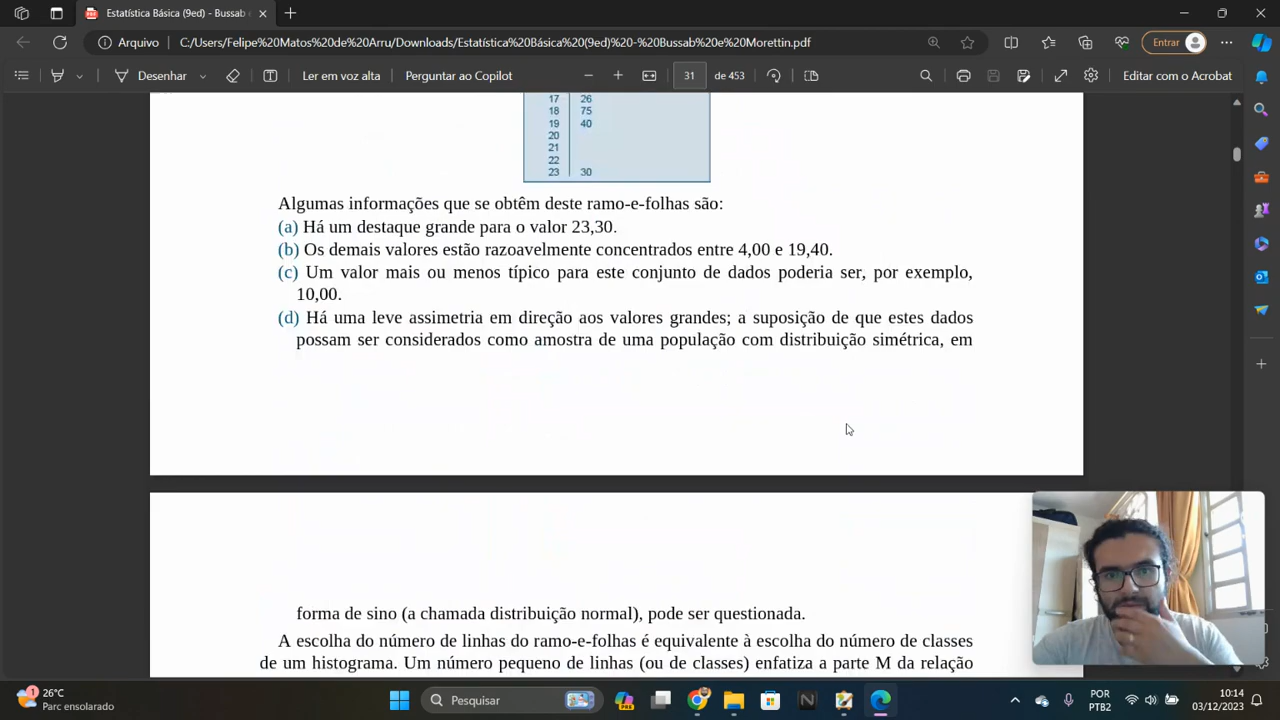 Estatística Básica (9ed) - Bussab e
Arquivo
C:/Users/Felipe%20Matos%20de%20Arru/Downloads/Estatística%20Básica%20(9ed)%20-%20Bussab%20e%20Morettin.pdf
Entrar
Desenhar
Ler em voz alta
Perguntar ao Copilot
31
de 453
Editar com o Acrobat
17 26
18 75
19 40
20
21
22
23 30
Algumas informações que se obtêm deste ramo-e-folhas são:
(a) Há um destaque grande para o valor 23,30.
(b) Os demais valores estão razoavelmente concentrados entre 4,00 e 19,40.
(c) Um valor mais ou menos típico para este conjunto de dados poderia ser, por exemplo,
10,00.
(d) Há uma leve assimetria em direção aos valores grandes; a suposição de que estes dados
possam ser considerados como amostra de uma população com distribuição simétrica, em
forma de sino (a chamada distribuição normal), pode ser questionada.
A escolha do número de linhas do ramo-e-folhas é equivalente à escolha do número de classes
de um histograma. Um número pequeno de linhas (ou de classes) enfatiza a parte M da relação
1
26°C
Parc ensolarado
Pesquisar
POR
PTB2
10:14
03/12/2023